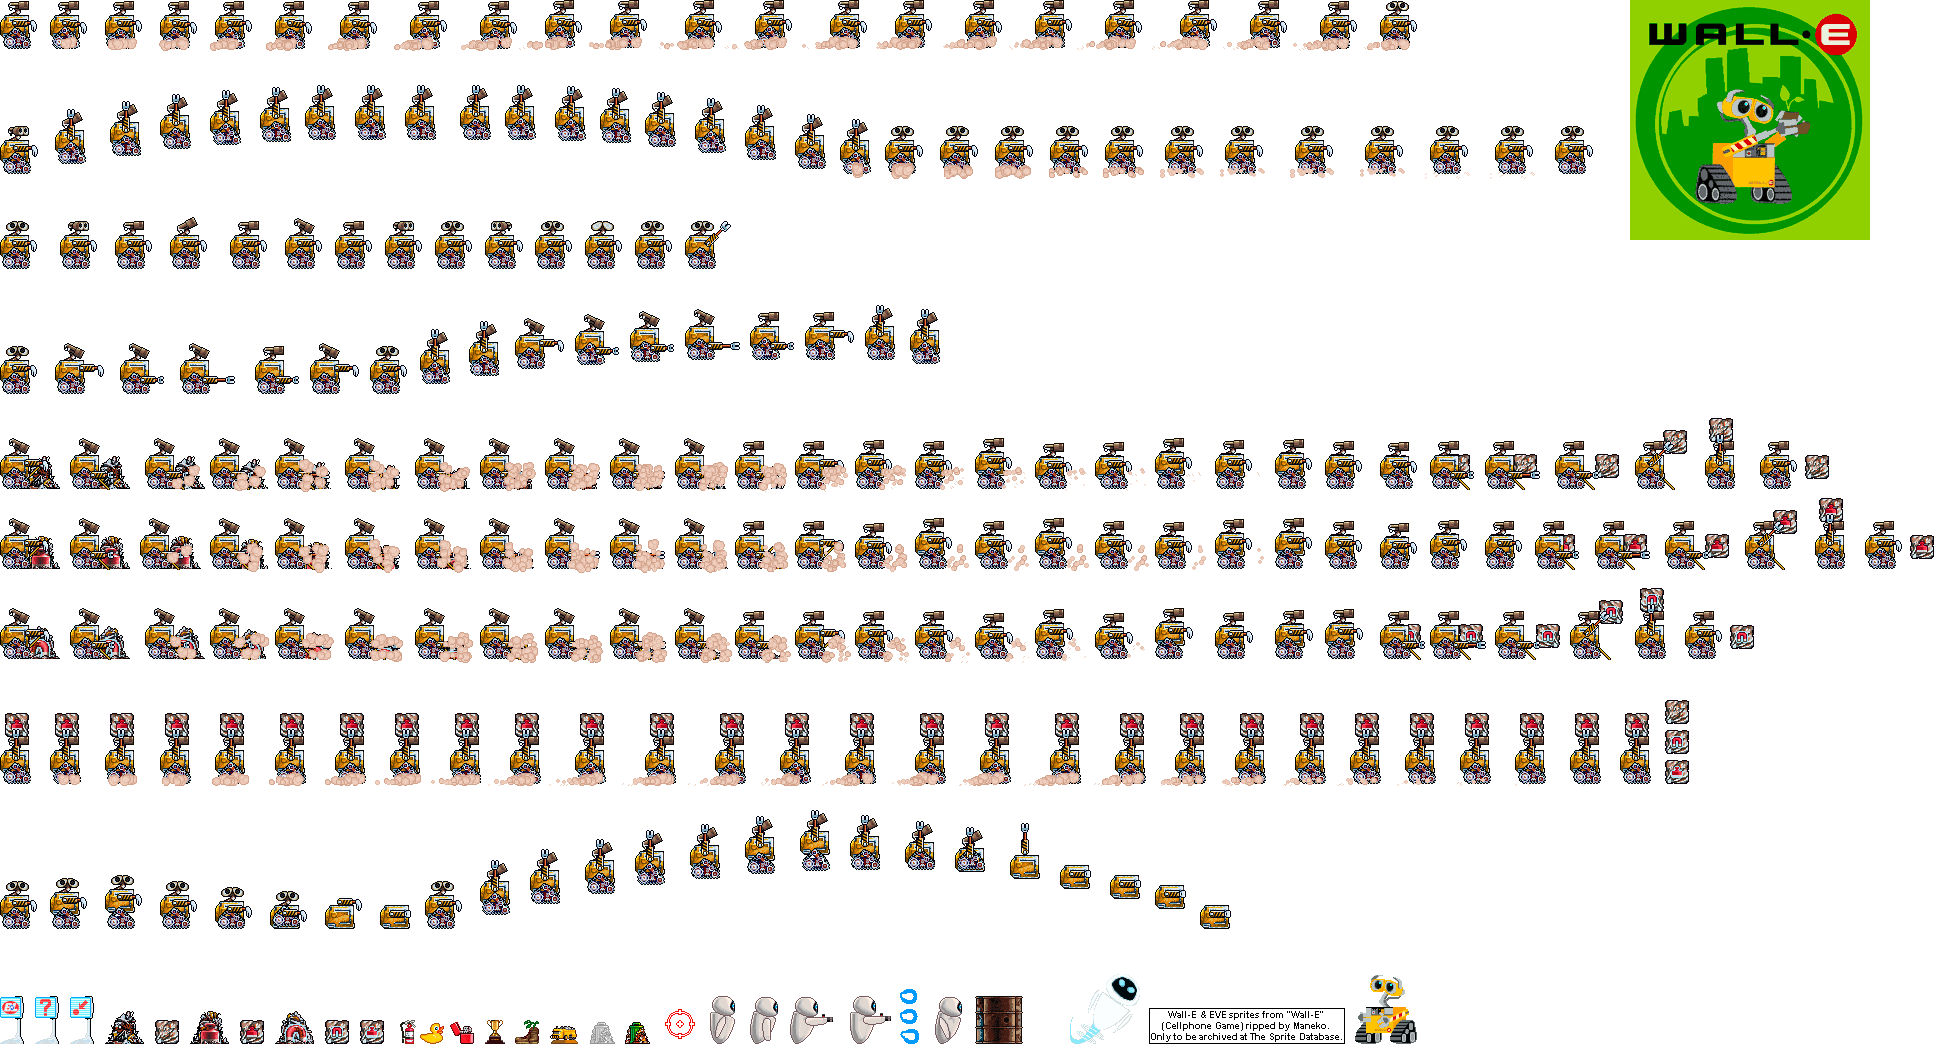 WALL·E
?
Wall-E & EVE sprites from "Wall-E"
(Cellphone Game) ripped by Maneko.
Only to be archived at The Sprite Database.